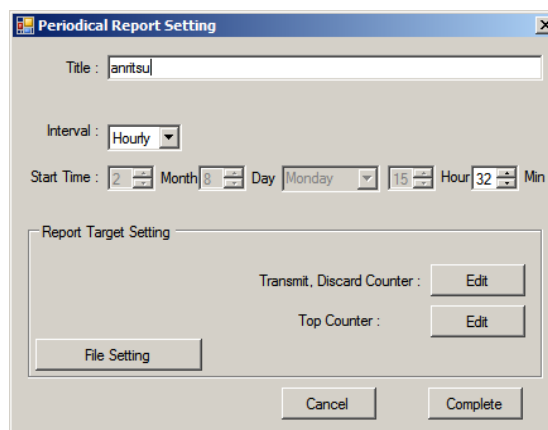 Periodical Report Setting
Title : anritsu
Interval : Hourly
Start Time : 2 Month 8 Day Monday 15 Hour 32 Min
Report Target Setting
Transmit, Discard Counter : Edit
Top Counter : Edit
File Setting
Cancel Complete